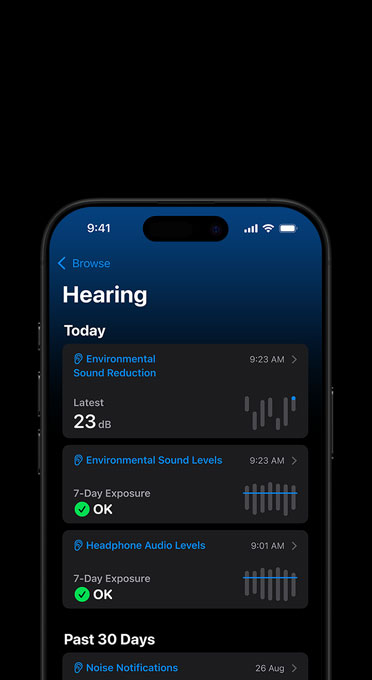 9:41
Browse
Hearing
Today
Environmental 9:23 AM
Sound Reduction
Latest
23 dB
Environmental Sound Levels 9:23 AM
7-Day Exposure
OK
Headphone Audio Levels 9:01 AM
7-Day Exposure
OK
Past 30 Days
Noise Notifications 26 Aug